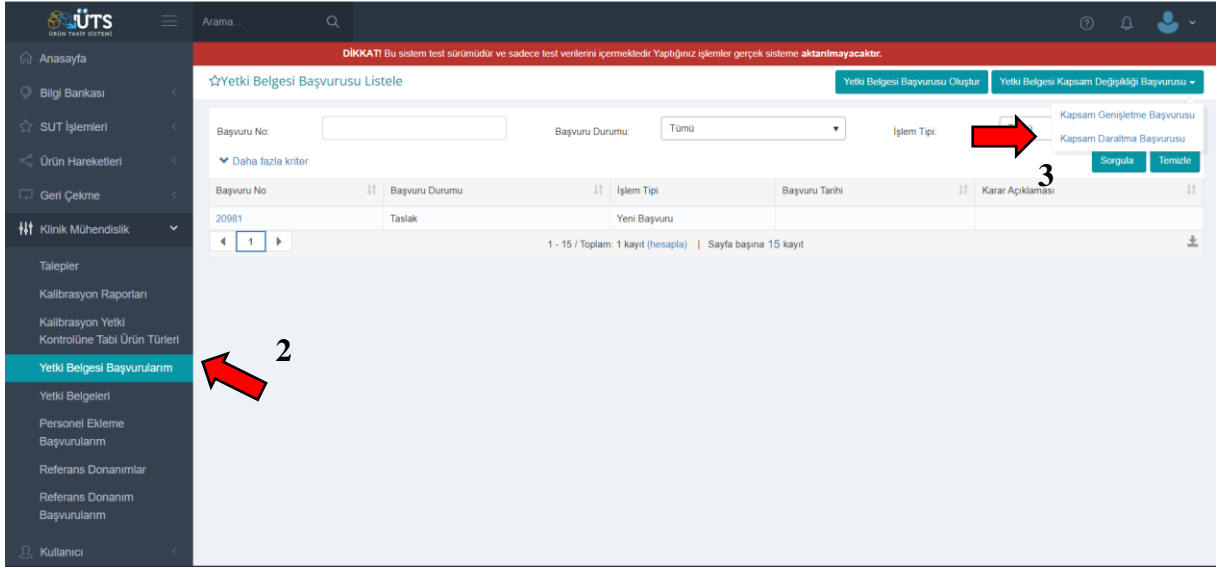 ÜTS
ÜRÜN TAKİP SİSTEMİ
Arama...
DİKKAT! Bu sistem test sürümüdür ve sadece test verilerini içermektedir.Yaptığınız işlemler gerçek sisteme aktarılmayacaktır.
Anasayfa
Bilgi Bankası
SUT İşlemleri
Ürün Hareketleri
Geri Çekme
Klinik Mühendislik
Talepler
Kalibrasyon Raporları
Kalibrasyon Yetki
Kontrolüne Tabi Ürün Türleri
Yetki Belgesi Başvurularım
Yetki Belgeleri
Personel Ekleme
Başvurularım
Referans Donanımlar
Referans Donanım
Başvurularım
Kullanıcı
Yetki Belgesi Başvurusu Listele
Yetki Belgesi Başvurusu Oluştur
Yetki Belgesi Kapsam Değişikliği Başvurusu
Kapsam Genişletme Başvurusu
Kapsam Daraltma Başvurusu
Başvuru No:
Başvuru Durumu:
Tümü
İşlem Tipi:
Daha fazla kriter
Sorgula
Temizle
3
Başvuru No
Başvuru Durumu
İşlem Tipi
Başvuru Tarihi
Karar Açıklaması
20981
Taslak
Yeni Başvuru
1
1 - 15 / Toplam: 1 kayıt (hesapla) | Sayfa başına 15 kayıt
2